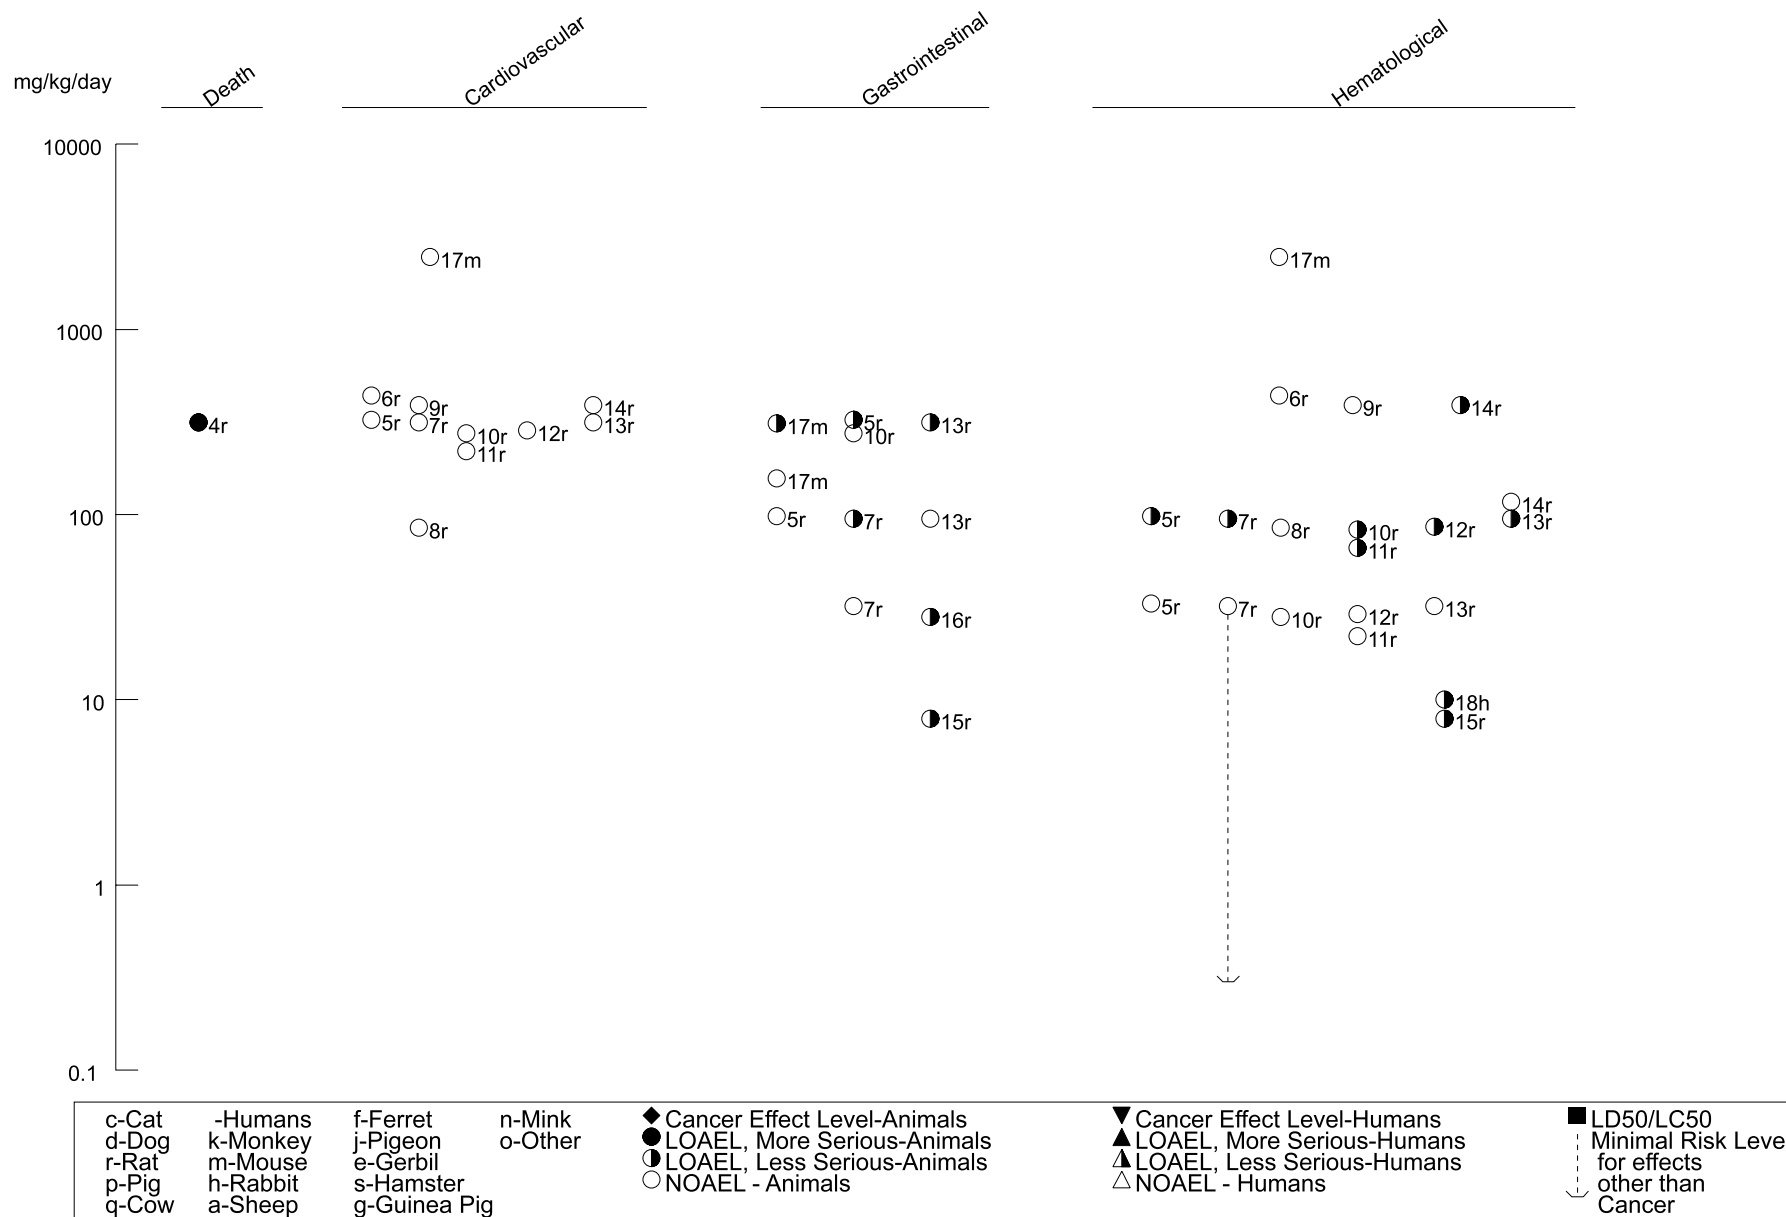 mg/kg/day
Death
Cardiovascular
Gastrointestinal
Hematological
10000
17m
17m
1000
6r
9r
14r
5r
7r
13r
10r
12r
11r
8r
4r
17m
5r
13r
10r
17m
5r
7r
13r
7r
16r
15r
6r
9r
14r
14r
5r
7r
8r
10r
12r
13r
11r
5r
7r
10r
12r
13r
11r
18h
15r
100
10
1
0.1
c-Cat -Humans f-Ferret n-Mink
d-Dog k-Monkey j-Pigeon o-Other
r-Rat m-Mouse e-Gerbil
p-Pig h-Rabbit s-Hamster
q-Cow a-Sheep g-Guinea Pig
Cancer Effect Level-Animals
LOAEL, More Serious-Animals
LOAEL, Less Serious-Animals
NOAEL - Animals
Cancer Effect Level-Humans
LOAEL, More Serious-Humans
LOAEL, Less Serious-Humans
NOAEL - Humans
LD50/LC50
Minimal Risk Leve
for effects
other than
Cancer